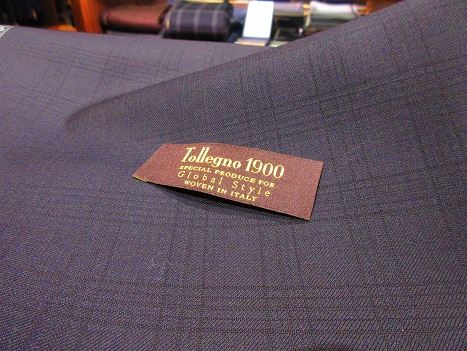 Tollegno 1900
SPECIAL PRODUCE FOR
Global Style
WOVEN IN ITALY